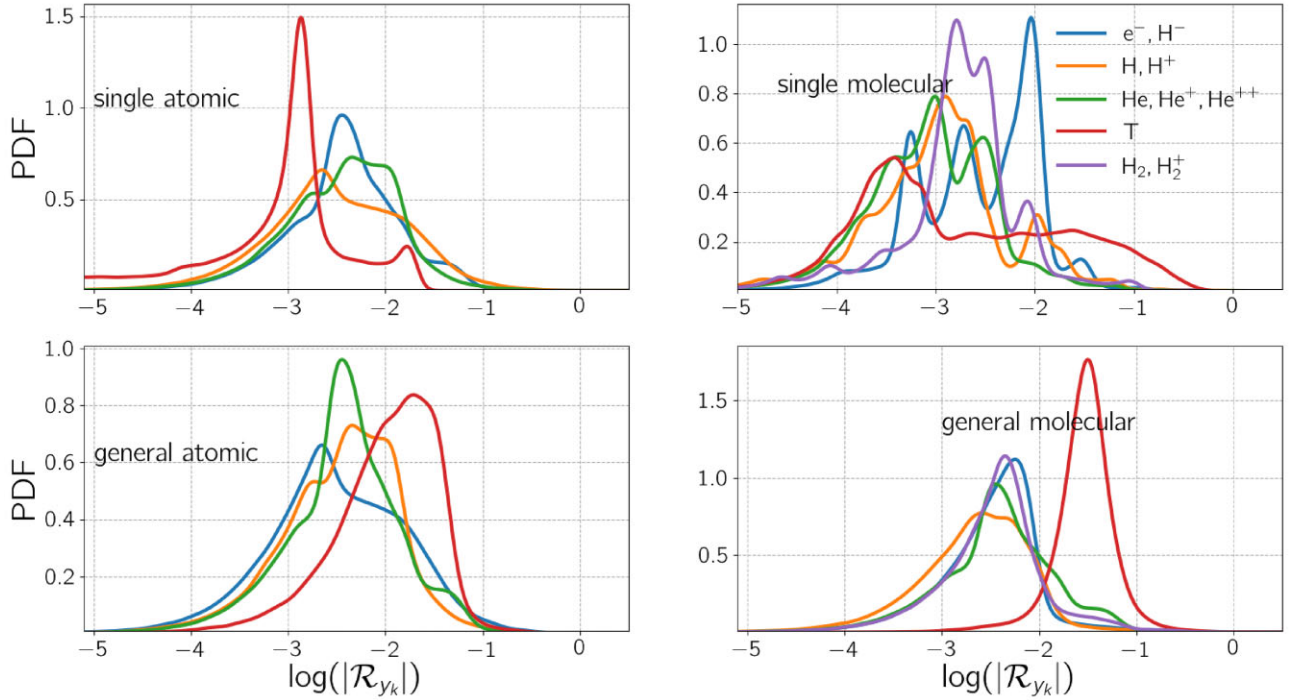 1.5
1.0
0.5
PDF
single atomic
−5 −4 −3 −2 −1 0
1.0
0.8
0.6
0.4
0.2
single molecular
e⁻, H⁻
H, H⁺
He, He⁺, He⁺⁺
T
H₂, H₂⁺
−5 −4 −3 −2 −1 0
1.0
0.8
0.6
0.4
0.2
PDF
general atomic
−5 −4 −3 −2 −1 0
log(|ℛ_{y_k}|)
1.5
1.0
0.5
general molecular
−5 −4 −3 −2 −1 0
log(|ℛ_{y_k}|)